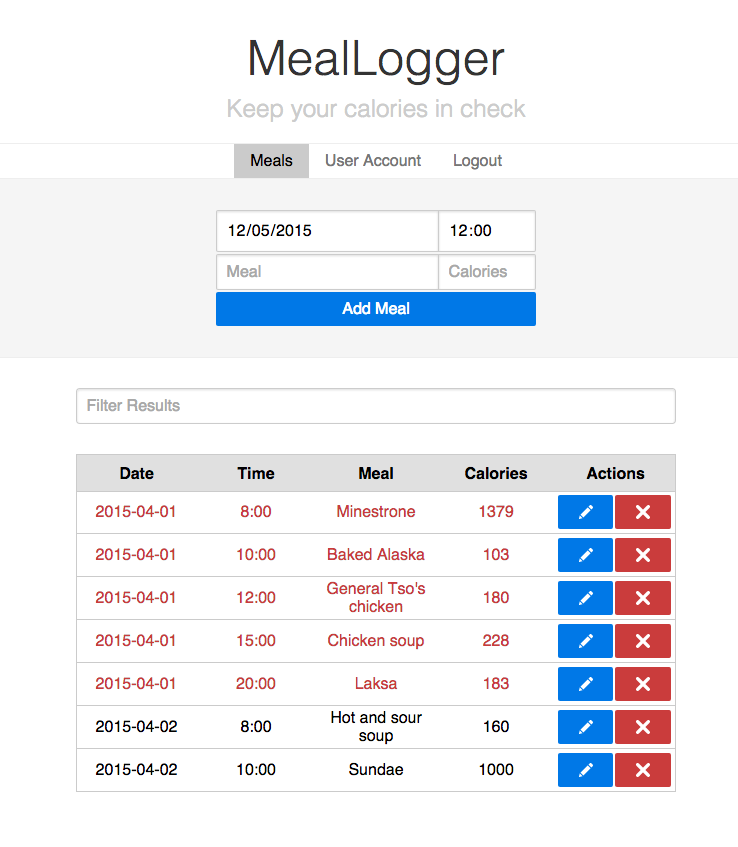 MealLogger
Keep your calories in check
Meals User Account Logout
12/05/2015 12:00
Meal Calories
Add Meal
Filter Results
Date Time Meal Calories Actions
2015-04-01 8:00 Minestrone 1379
2015-04-01 10:00 Baked Alaska 103
2015-04-01 12:00 General Tso's chicken 180
2015-04-01 15:00 Chicken soup 228
2015-04-01 20:00 Laksa 183
2015-04-02 8:00 Hot and sour soup 160
2015-04-02 10:00 Sundae 1000